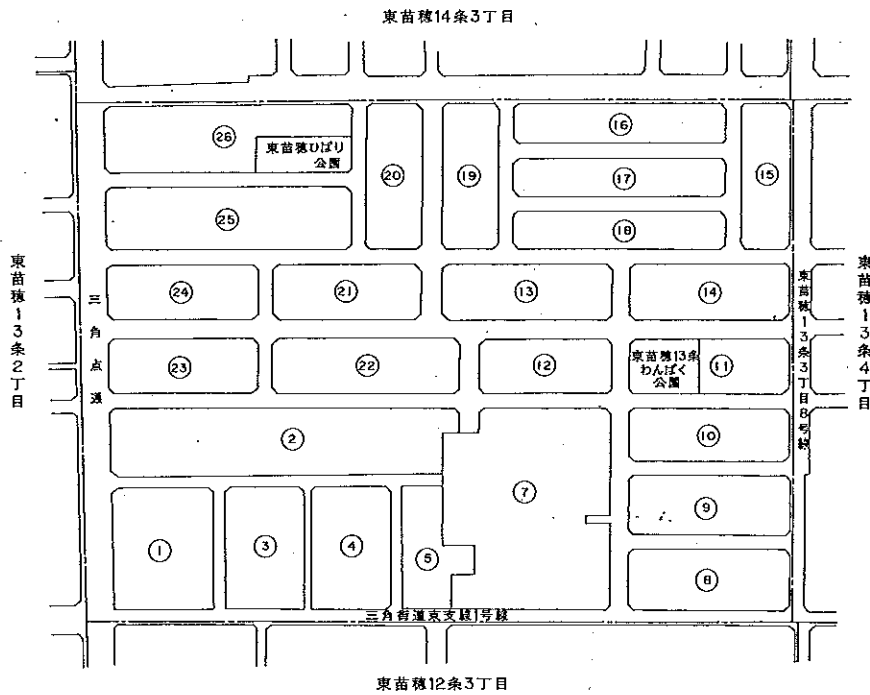 東苗穂14条3丁目
26
東苗穂ひばり
公園
20
19
16
17
18
15
25
24
21
13
14
三角点通
東苗穂13条2丁目
東苗穂13条3丁目8号線
東苗穂13条4丁目
23
22
12
東苗穂13条
わんぱく
公園
11
2
7
10
9
8
1
3
4
5
三角街道東支線1号線
東苗穂12条3丁目